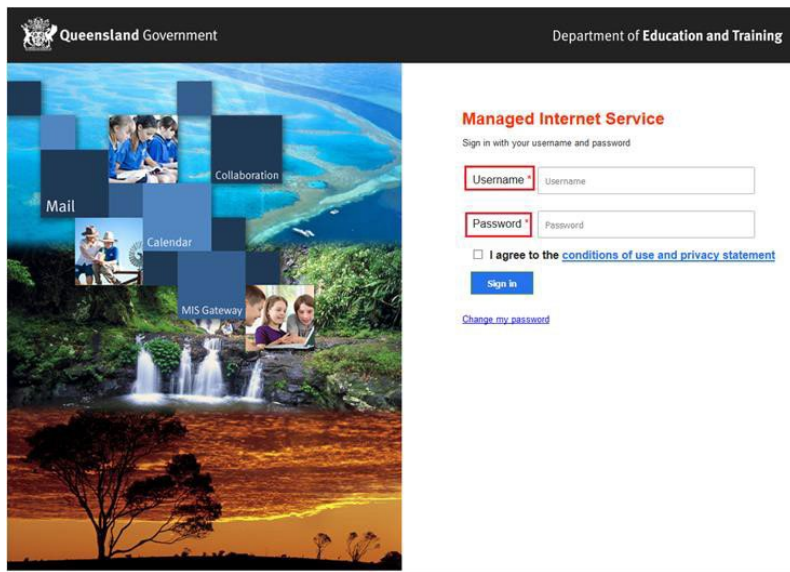 Queensland Government
Department of Education and Training
Collaboration
Mail
Calendar
MIS Gateway
Managed Internet Service
Sign in with your username and password
Username * Username
Password * Password
I agree to the conditions of use and privacy statement
Sign in
Change my password